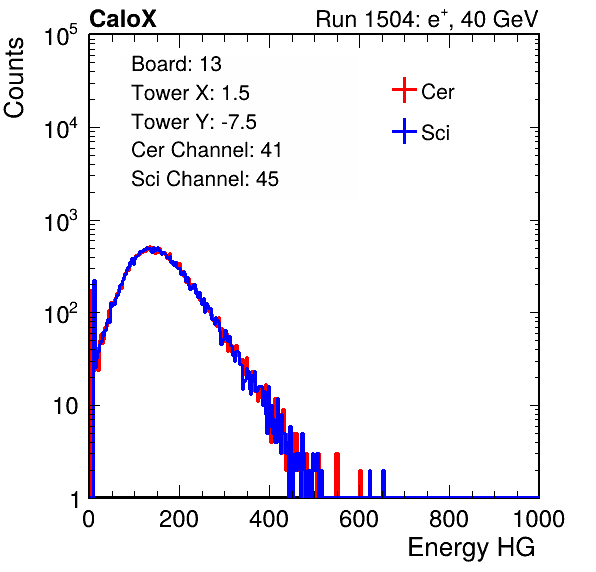 CaloX Run 1504: e⁺, 40 GeV
Counts
Board: 13
Tower X: 1.5
Tower Y: -7.5
Cer Channel: 41
Sci Channel: 45
Cer
Sci
10⁵
10⁴
10³
10²
10
1
0 200 400 600 800 1000
Energy HG